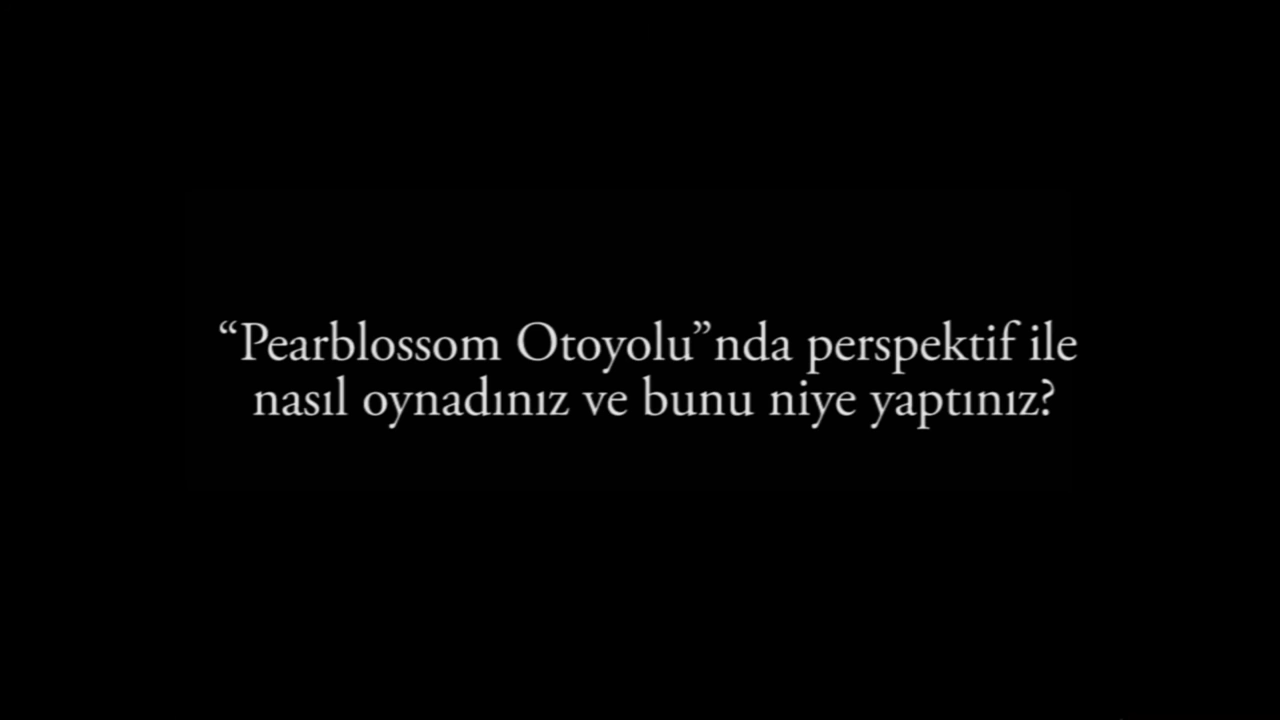 “Pearblossom Otoyolu”nda perspektif ile
nasıl oynadınız ve bunu niye yaptınız?